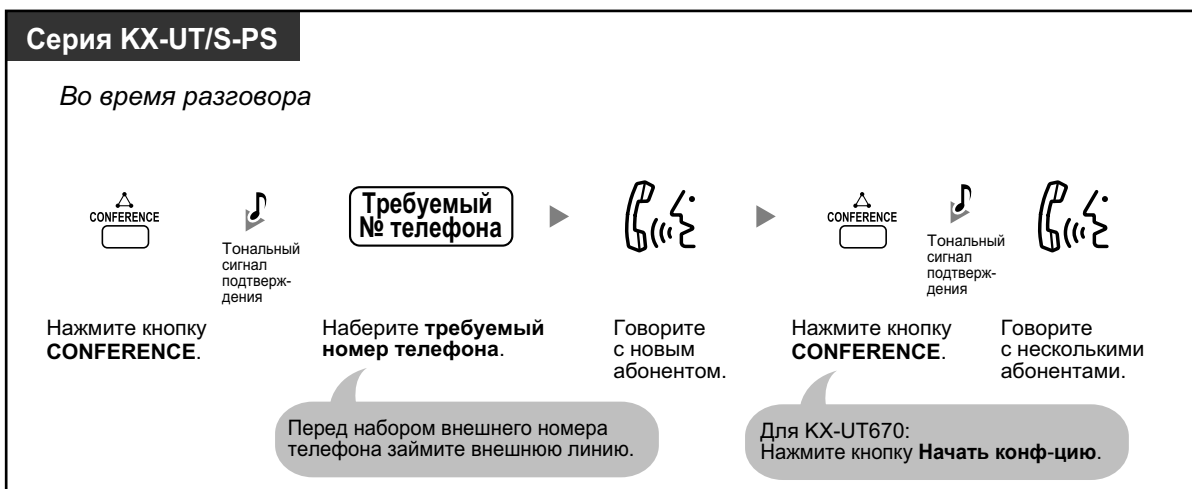 Серия KX-UT/S-PS
Во время разговора
CONFERENCE
Тональный
сигнал
подтверж-
дения
Требуемый
№ телефона
CONFERENCE
Тональный
сигнал
подтверж-
дения
Нажмите кнопку
CONFERENCE.
Наберите требуемый
номер телефона.
Говорите
с новым
абонентом.
Нажмите кнопку
CONFERENCE.
Говорите
с несколькими
абонентами.
Перед набором внешнего номера
телефона займите внешнюю линию.
Для KX-UT670:
Нажмите кнопку Начать конф-цию.